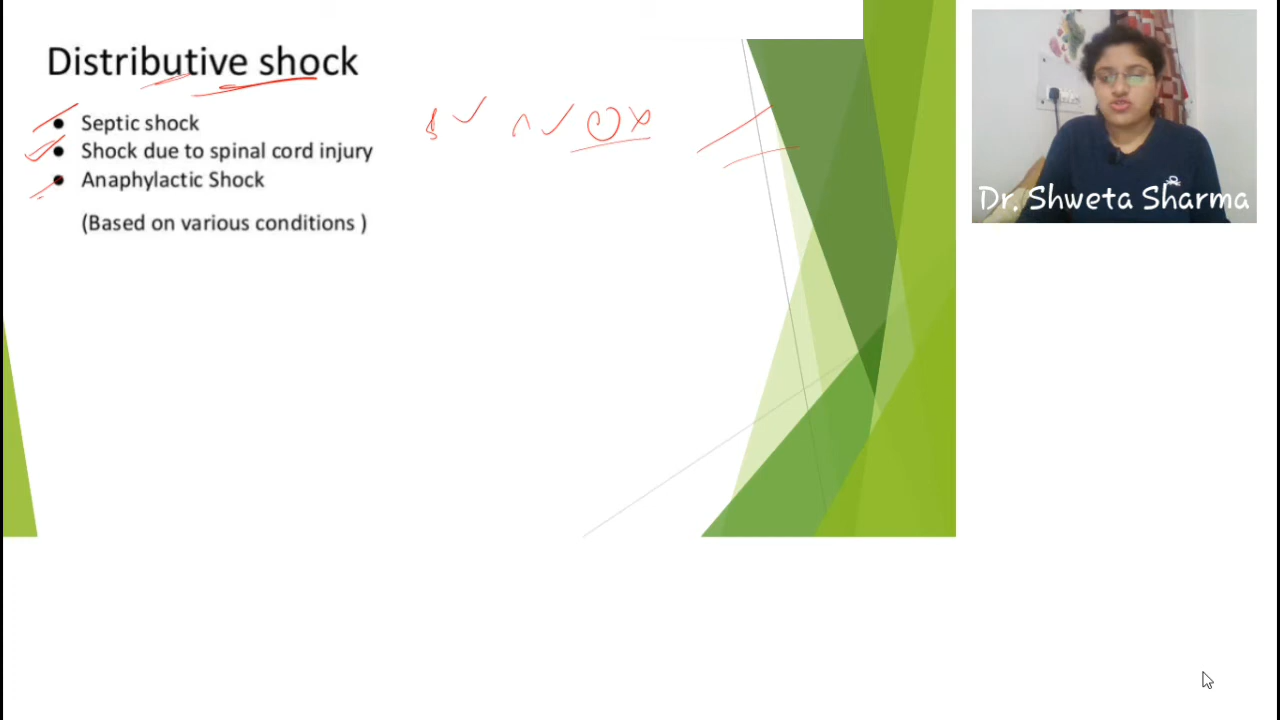 Distributive shock
● Septic shock
● Shock due to spinal cord injury
● Anaphylactic Shock
(Based on various conditions )
Dr. Shweta Sharma